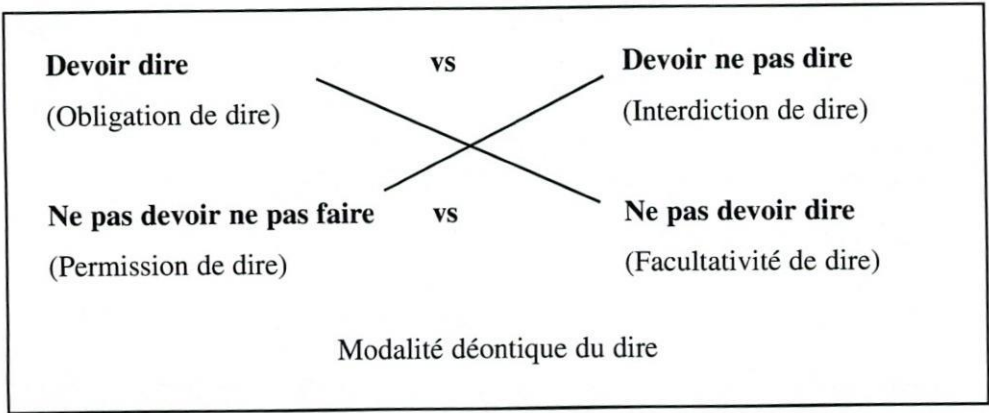 Devoir dire vs Devoir ne pas dire
(Obligation de dire) (Interdiction de dire)
Ne pas devoir ne pas faire vs Ne pas devoir dire
(Permission de dire) (Facultativité de dire)
Modalité déontique du dire